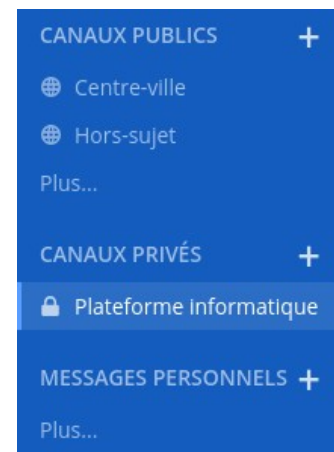 CANAUX PUBLICS +
Centre-ville
Hors-sujet
Plus...
CANAUX PRIVÉS +
Plateforme informatique
MESSAGES PERSONNELS +
Plus...